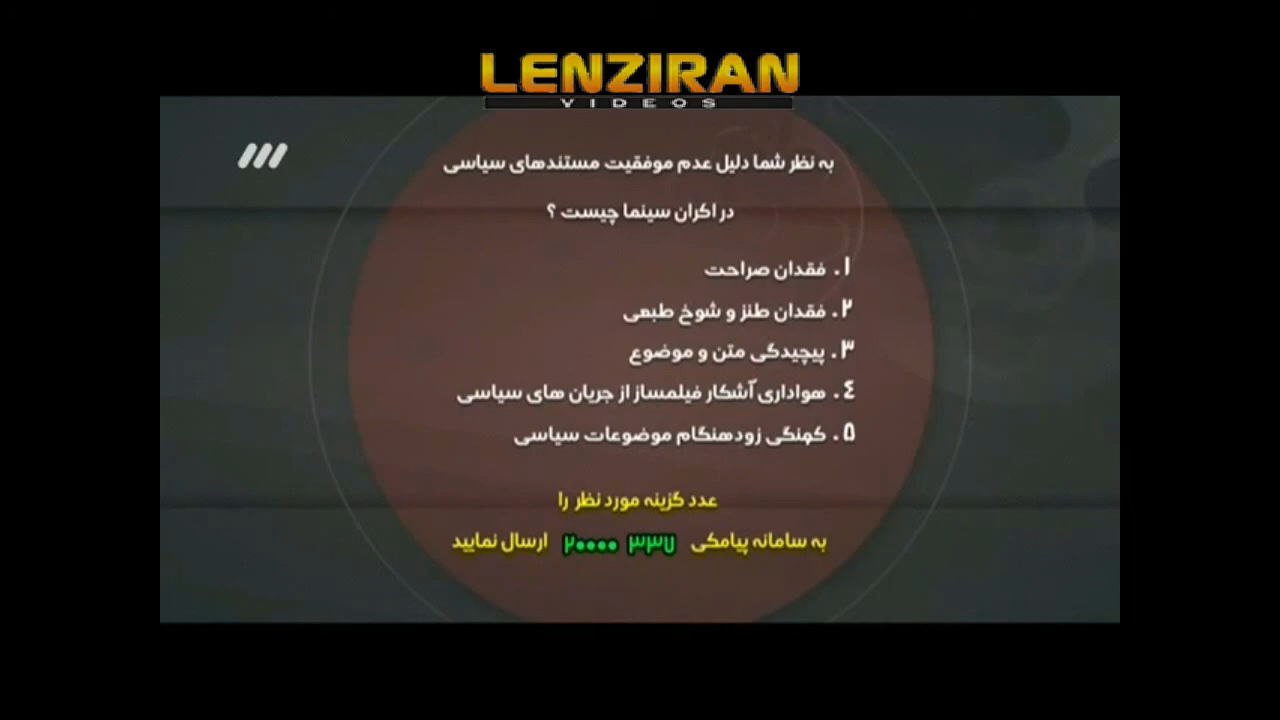 LENZIRAN
VIDEOS
به نظر شما دلیل عدم موفقیت مستندهای سیاسی
در اکران سینما چیست ؟
۱. فقدان صراحت
۲. فقدان طنز و شوخ طبعی
۳. پیچیدگی متن و موضوع
۴. هواداری آشکار فیلمساز از جریان های سیاسی
۵. کهنگی زودهنگام موضوعات سیاسی
عدد گزینه مورد نظر را
به سامانه پیامکی ۲۰۰۰۰ ۳۳۷ ارسال نمایید